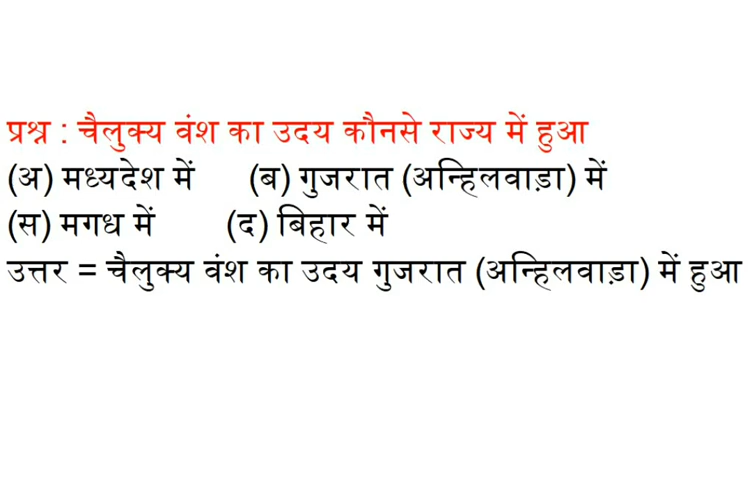 प्रश्न : चैलुक्य वंश का उदय कौनसे राज्य में हुआ
(अ) मध्यदेश में (ब) गुजरात (अन्हिलवाड़ा) में
(स) मगध में (द) बिहार में
उत्तर = चैलुक्य वंश का उदय गुजरात (अन्हिलवाड़ा) में हुआ